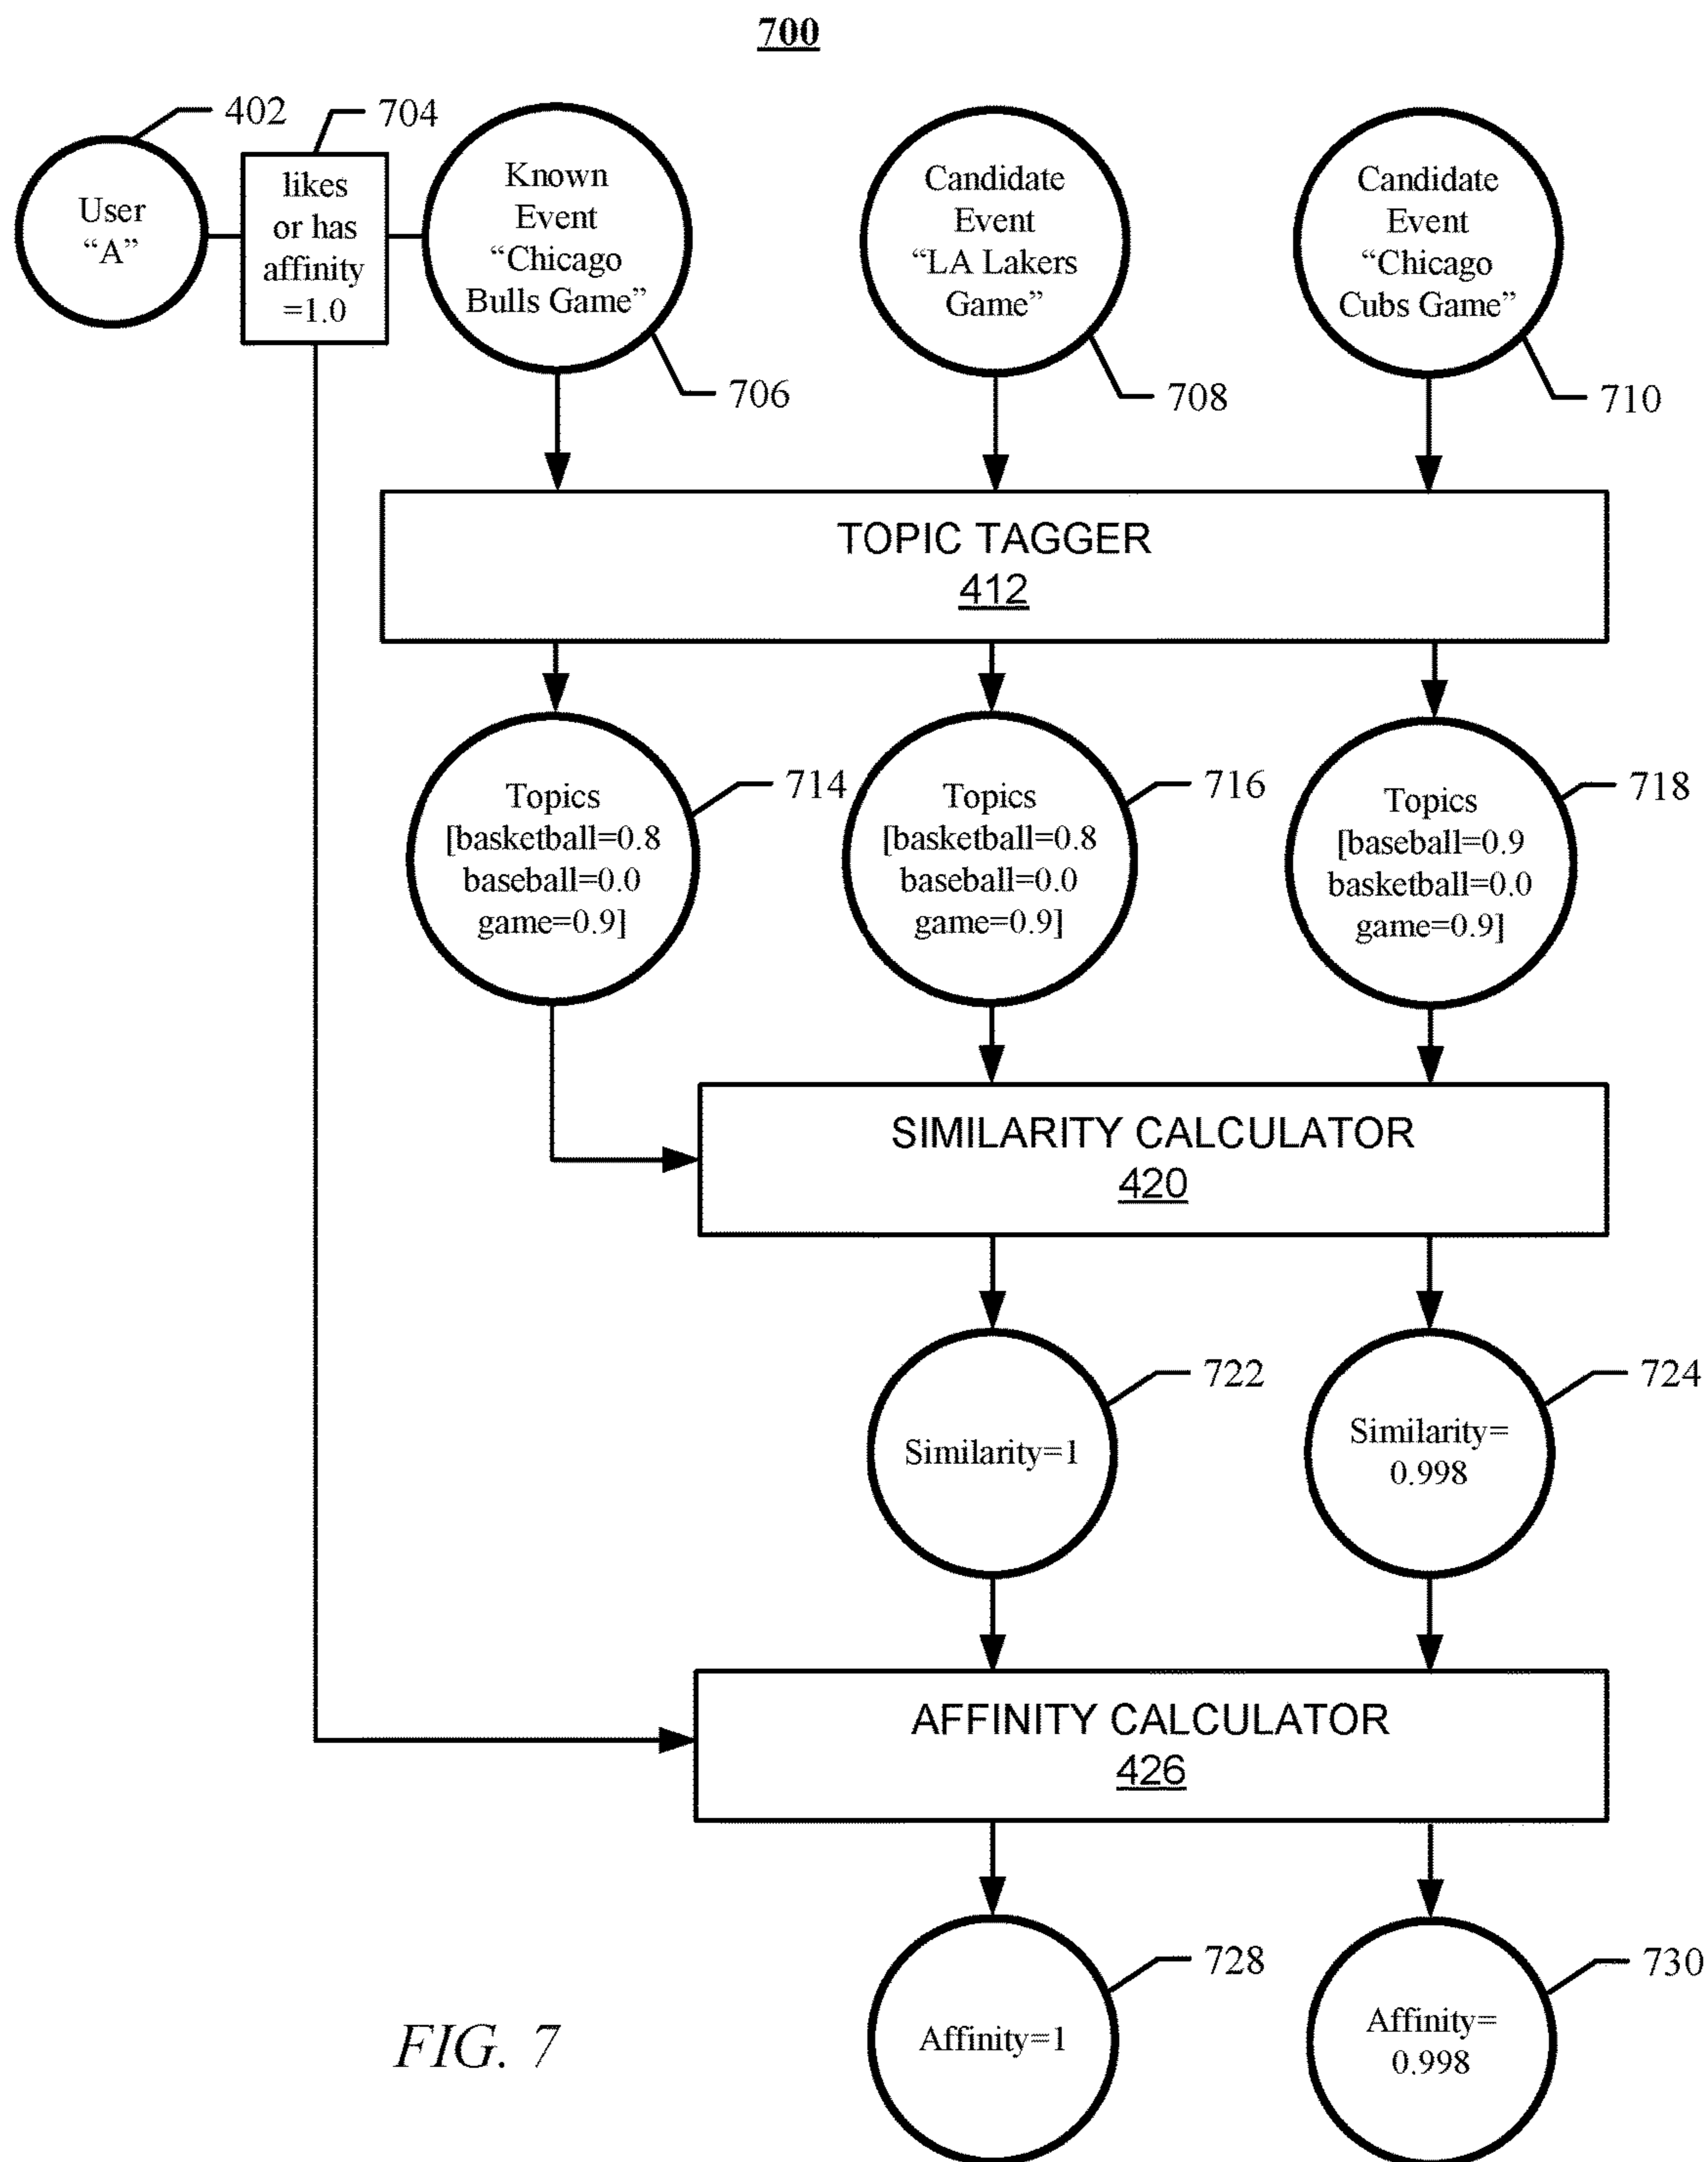 700
402
704
User
“A”
likes
or has
affinity
=1.0
Known
Event
“Chicago
Bulls Game”
Candidate
Event
“LA Lakers
Game”
Candidate
Event
“Chicago
Cubs Game”
706
708
710
TOPIC TAGGER
412
Topics
[basketball=0.8
baseball=0.0
game=0.9]
714
Topics
[basketball=0.8
baseball=0.0
game=0.9]
716
Topics
[baseball=0.9
basketball=0.0
game=0.9]
718
SIMILARITY CALCULATOR
420
722
Similarity=1
724
Similarity=
0.998
AFFINITY CALCULATOR
426
728
Affinity=1
730
Affinity=
0.998
FIG. 7